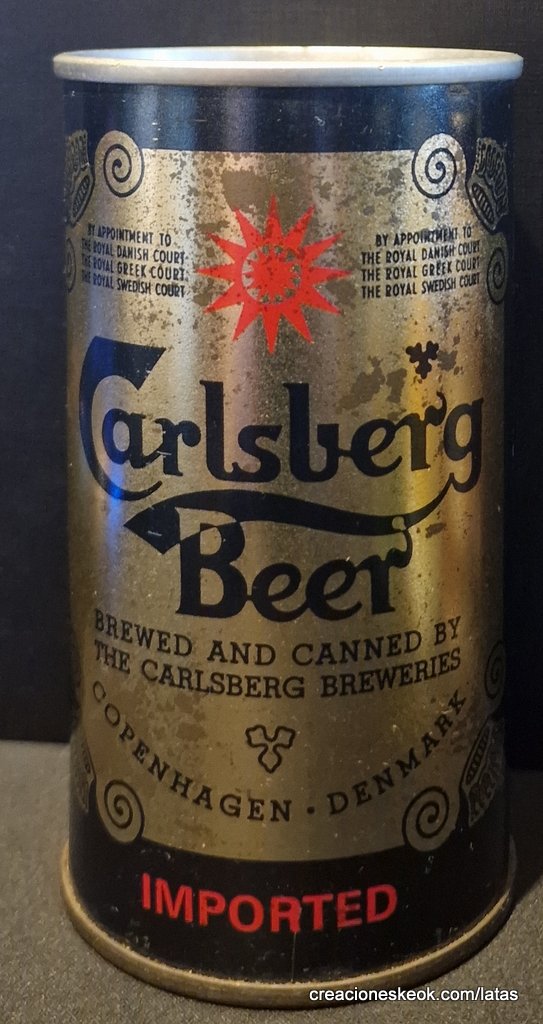 BY APPOINTMENT TO
THE ROYAL DANISH COURT
THE ROYAL GREEK COURT
THE ROYAL SWEDISH COURT
BY APPOINTMENT TO
THE ROYAL DANISH COURT
THE ROYAL GREEK COURT
THE ROYAL SWEDISH COURT
Carlsberg
Beer
BREWED AND CANNED BY
THE CARLSBERG BREWERIES
COPENHAGEN · DENMARK
IMPORTED
creacioneskeok.com/latas